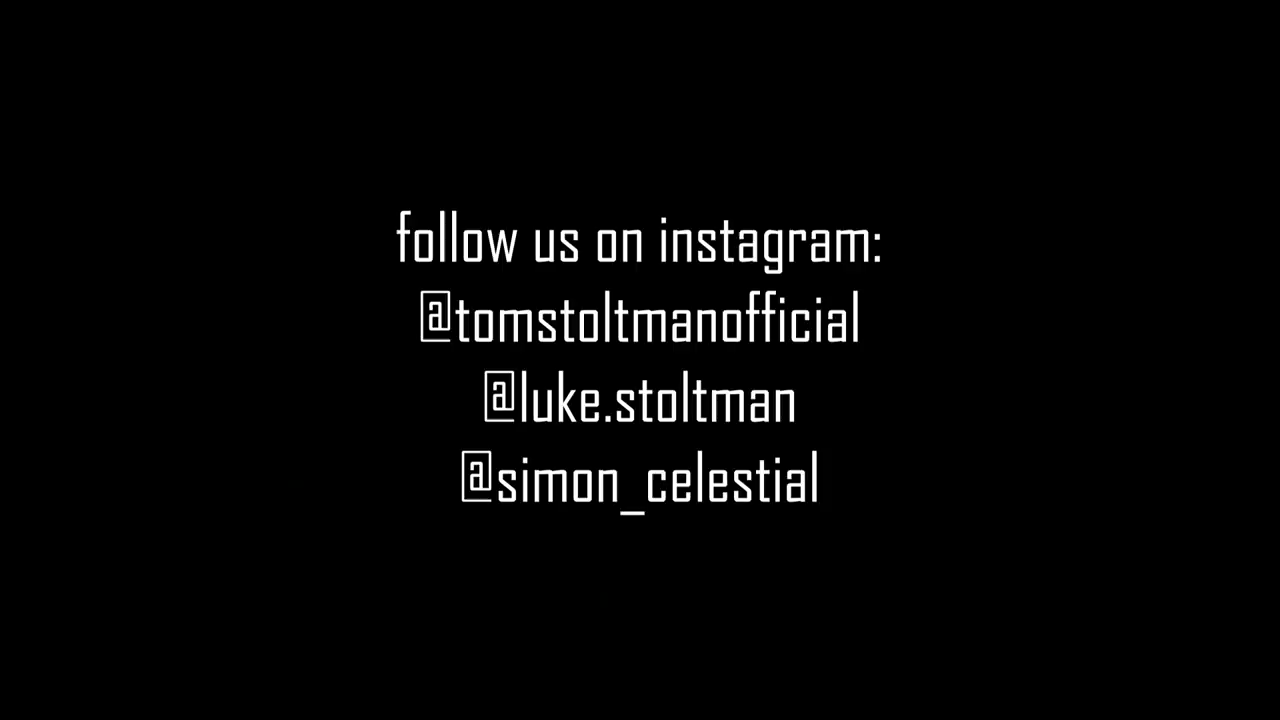 follow us on instagram:
@tomstoltmanofficial
@luke.stoltman
@simon_celestial